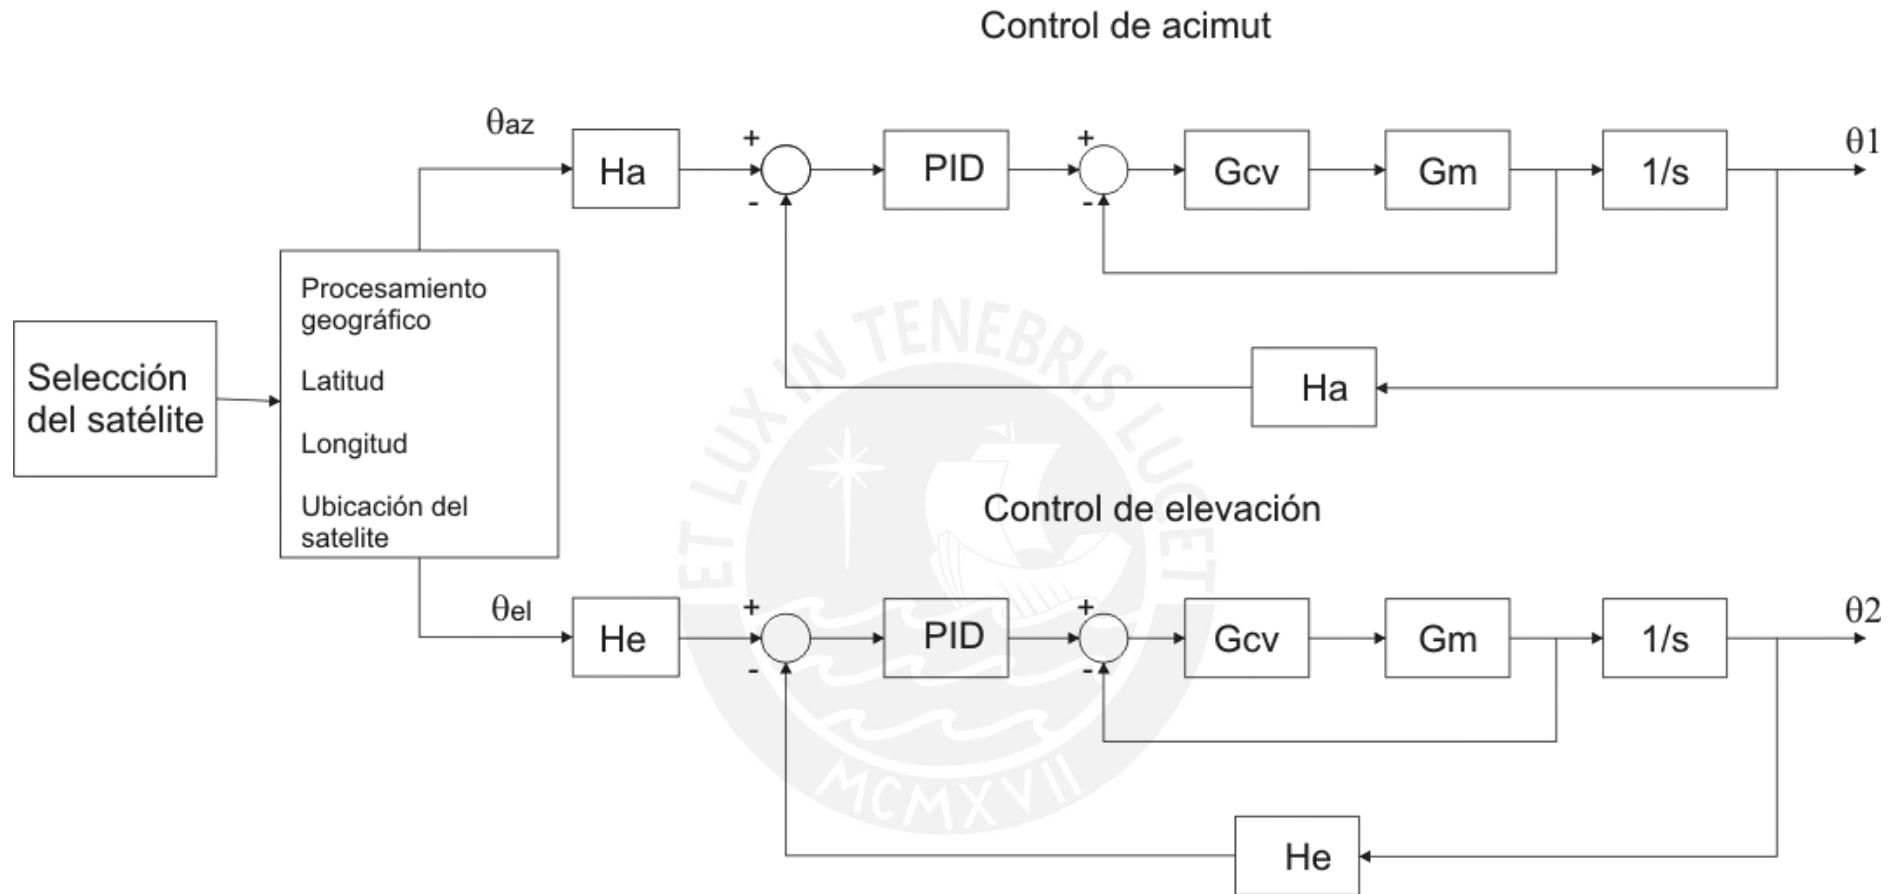 Control de acimut
θaz
Ha
+
-
PID
+
-
Gcv
Gm
1/s
θ1
Ha
Selección
del satélite
Procesamiento
geográfico
Latitud
Longitud
Ubicación del
satelite
Control de elevación
θel
He
+
-
PID
+
-
Gcv
Gm
1/s
θ2
He
ET LUX IN TENEBRIS LUCET
MCMXVII